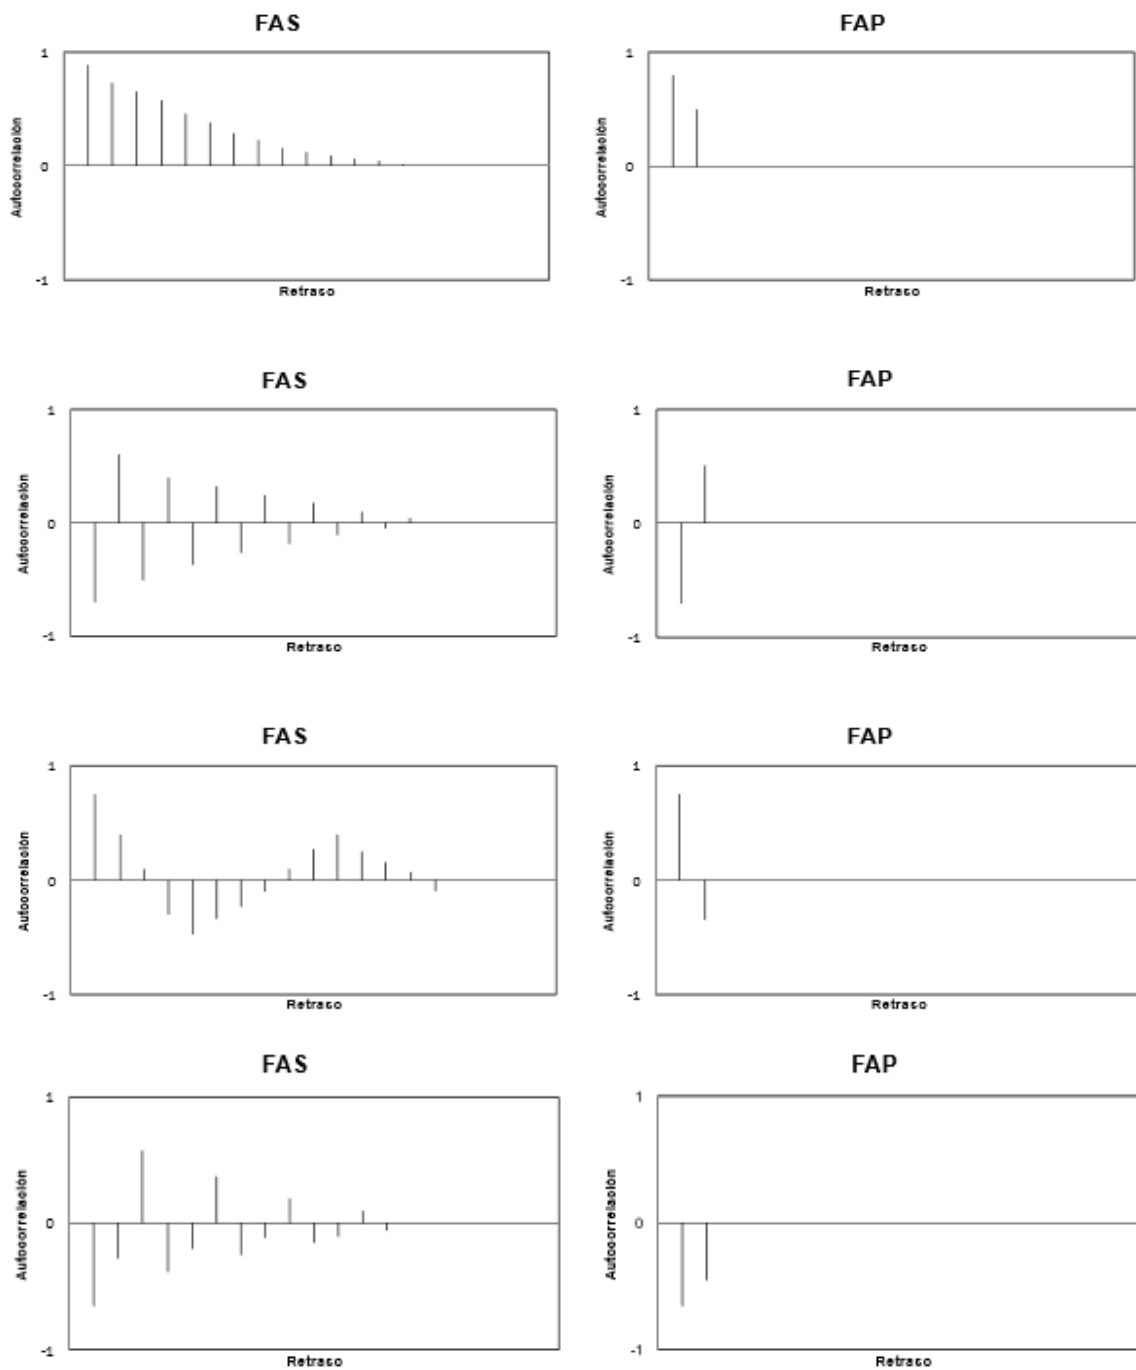 FAS
FAP
1
0
-1
Autocorrelación
Retraso
1
0
-1
Autocorrelación
Retraso
FAS
FAP
1
0
-1
Autocorrelación
Retraso
1
0
-1
Autocorrelación
Retraso
FAS
FAP
1
0
-1
Autocorrelación
Retraso
1
0
-1
Autocorrelación
Retraso
FAS
FAP
1
0
-1
Autocorrelación
Retraso
1
0
-1
Autocorrelación
Retraso